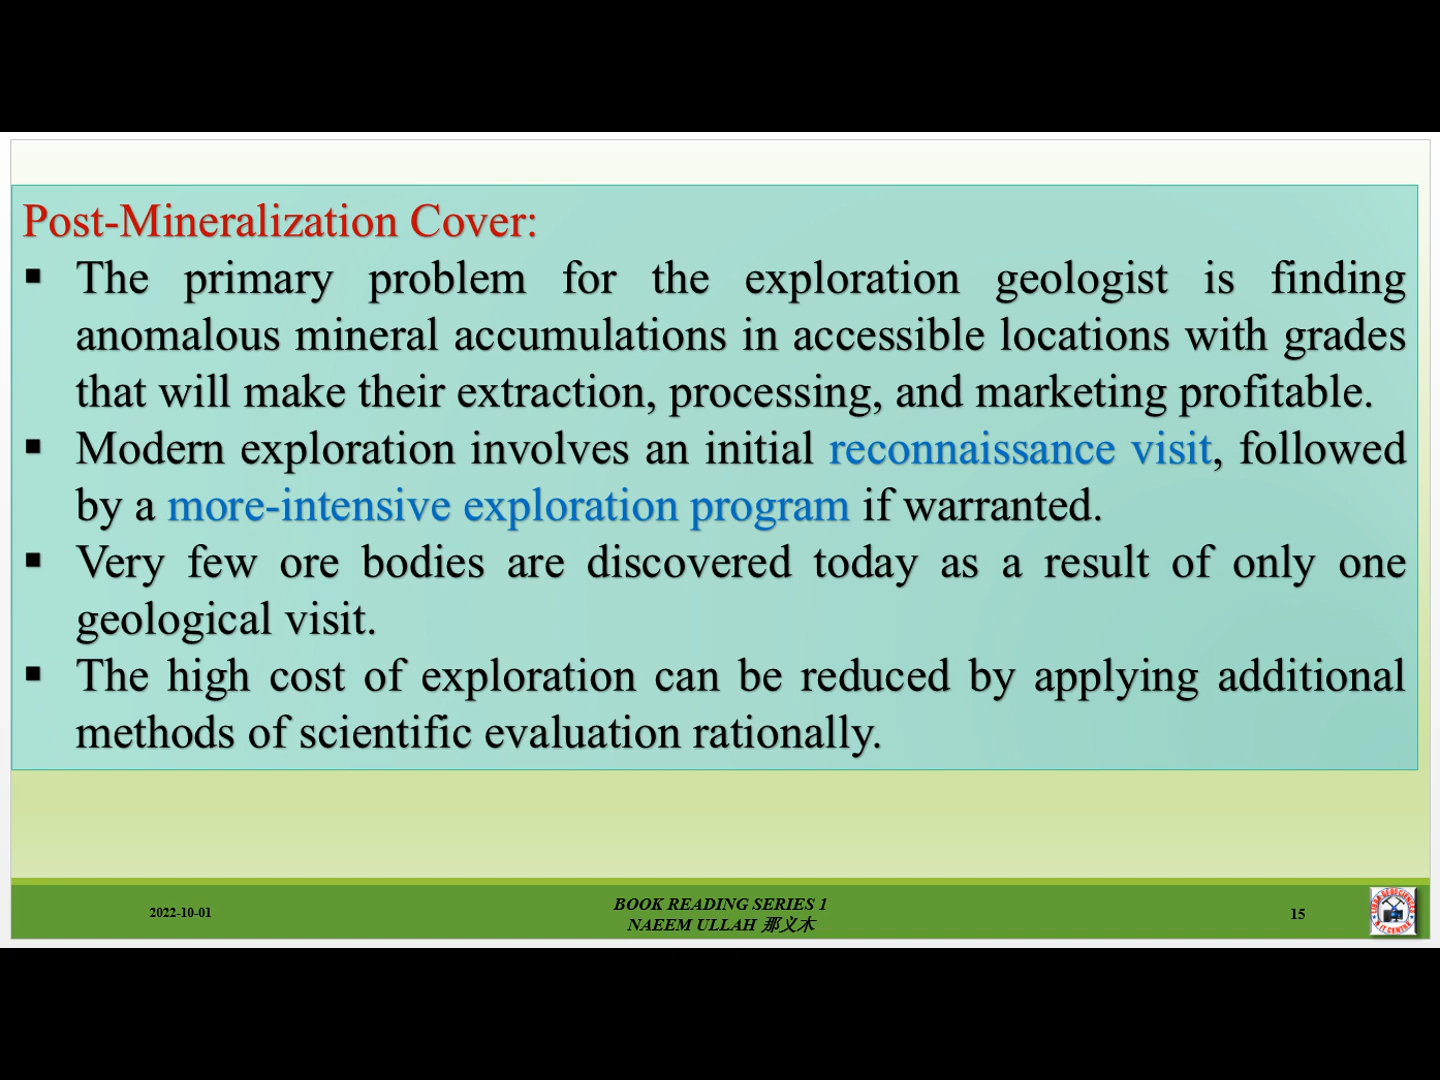 Post-Mineralization Cover:
▪ The primary problem for the exploration geologist is finding
anomalous mineral accumulations in accessible locations with grades
that will make their extraction, processing, and marketing profitable.
▪ Modern exploration involves an initial reconnaissance visit, followed
by a more-intensive exploration program if warranted.
▪ Very few ore bodies are discovered today as a result of only one
geological visit.
▪ The high cost of exploration can be reduced by applying additional
methods of scientific evaluation rationally.
2022-10-01
BOOK READING SERIES 1
NAEEM ULLAH 那义木
15
& IT CENTRE